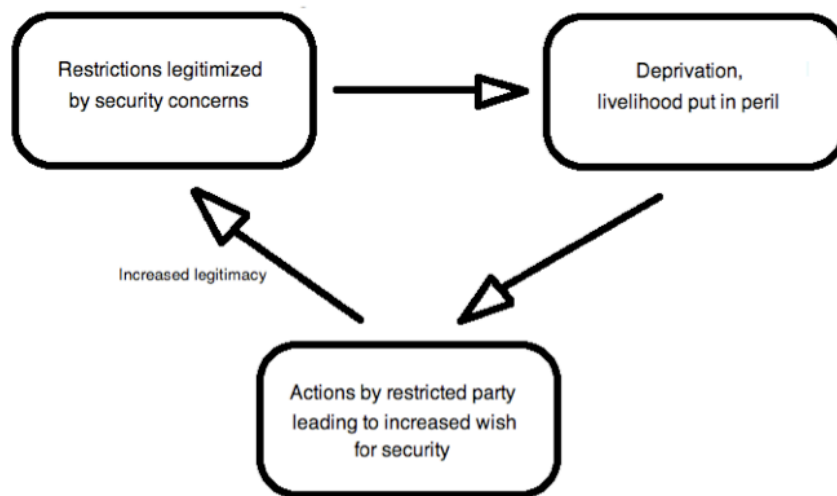 Restrictions legitimized
by security concerns
Deprivation,
livelihood put in peril
Increased legitimacy
Actions by restricted party
leading to increased wish
for security